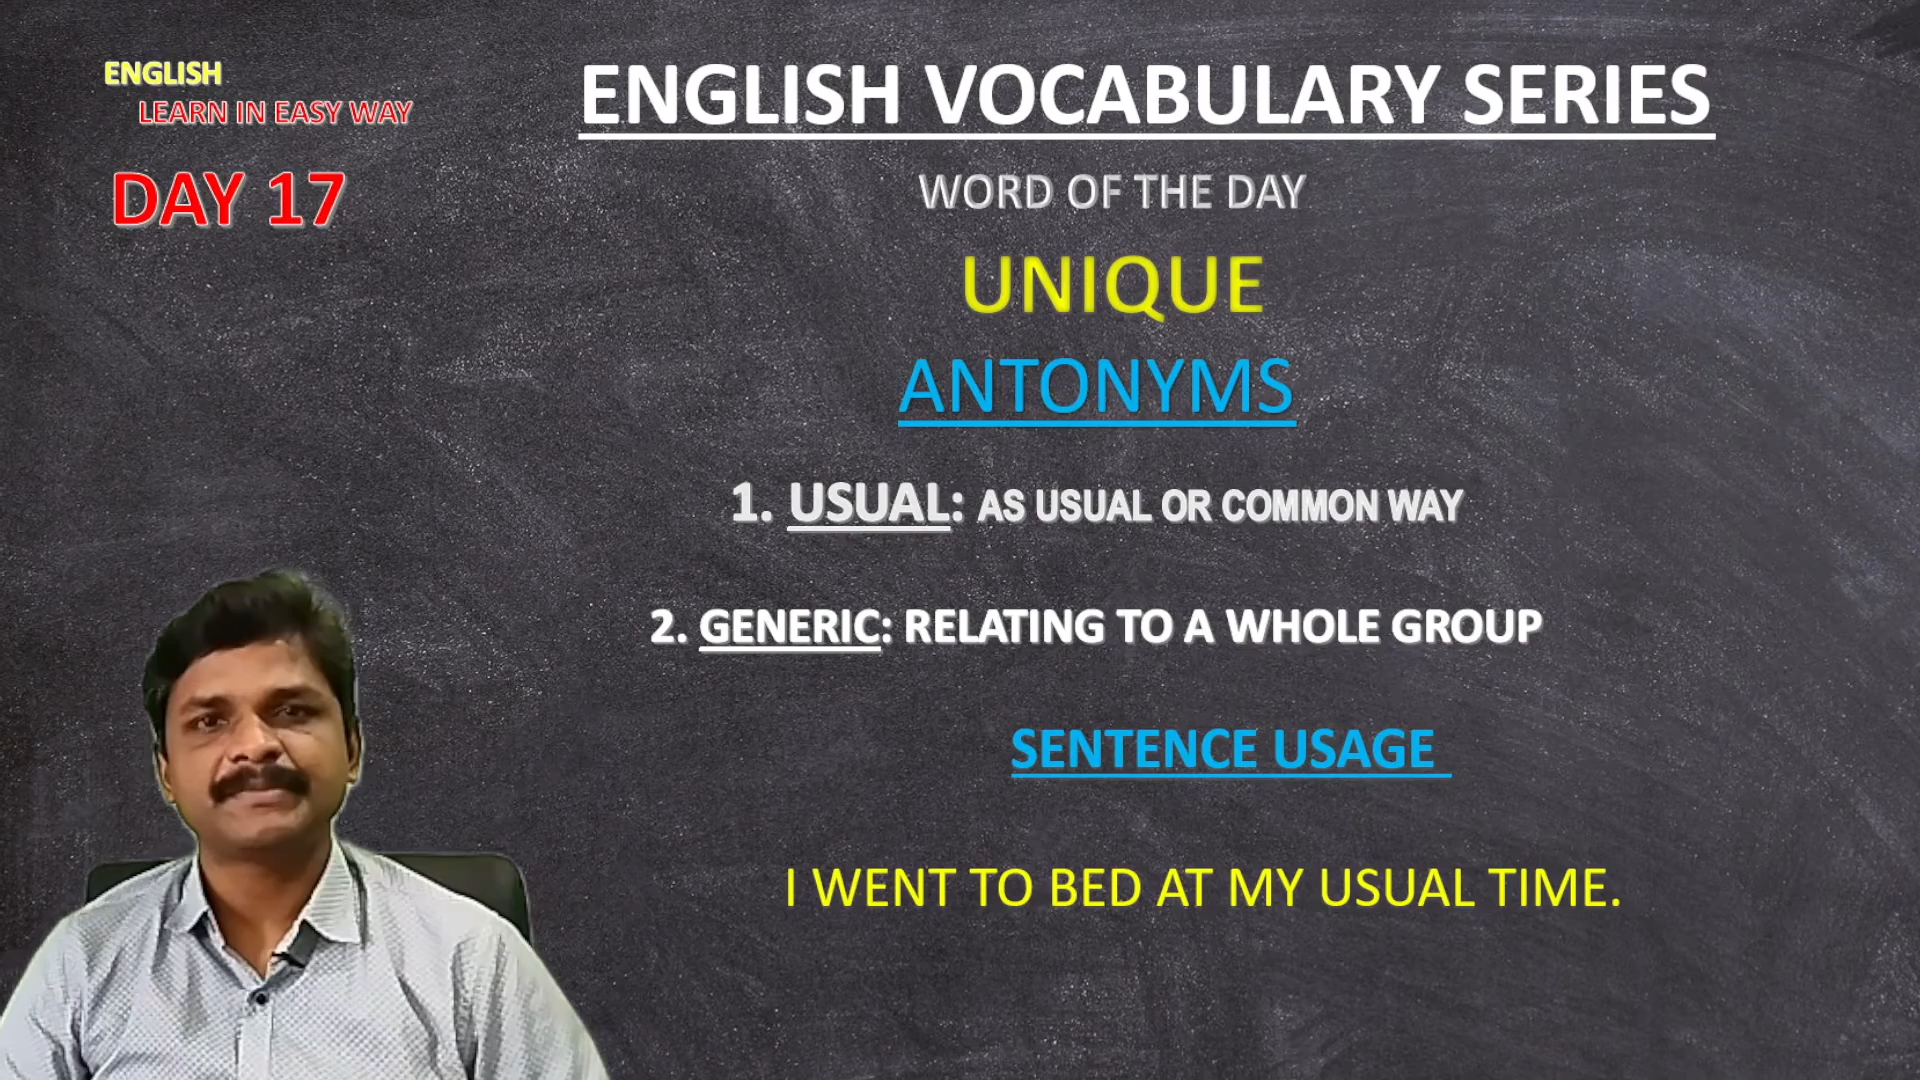 ENGLISH
LEARN IN EASY WAY
DAY 17
ENGLISH VOCABULARY SERIES
WORD OF THE DAY
UNIQUE
ANTONYMS
1. USUAL: AS USUAL OR COMMON WAY
2. GENERIC: RELATING TO A WHOLE GROUP
SENTENCE USAGE
I WENT TO BED AT MY USUAL TIME.